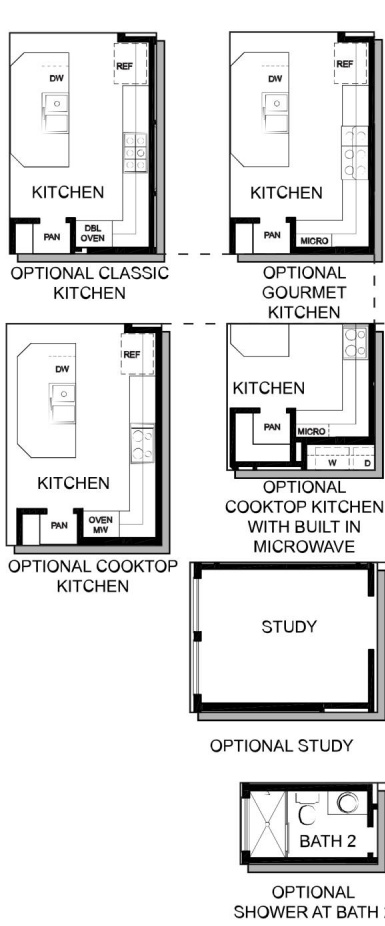 REF
DW
KITCHEN
PAN
DBL
OVEN
OPTIONAL CLASSIC
KITCHEN
REF
DW
KITCHEN
PAN
MICRO
OPTIONAL
GOURMET
KITCHEN
REF
DW
KITCHEN
PAN
OVEN
MW
OPTIONAL COOKTOP
KITCHEN
KITCHEN
PAN
MICRO
W
D
OPTIONAL
COOKTOP KITCHEN
WITH BUILT IN
MICROWAVE
STUDY
OPTIONAL STUDY
BATH 2
OPTIONAL
SHOWER AT BATH 2